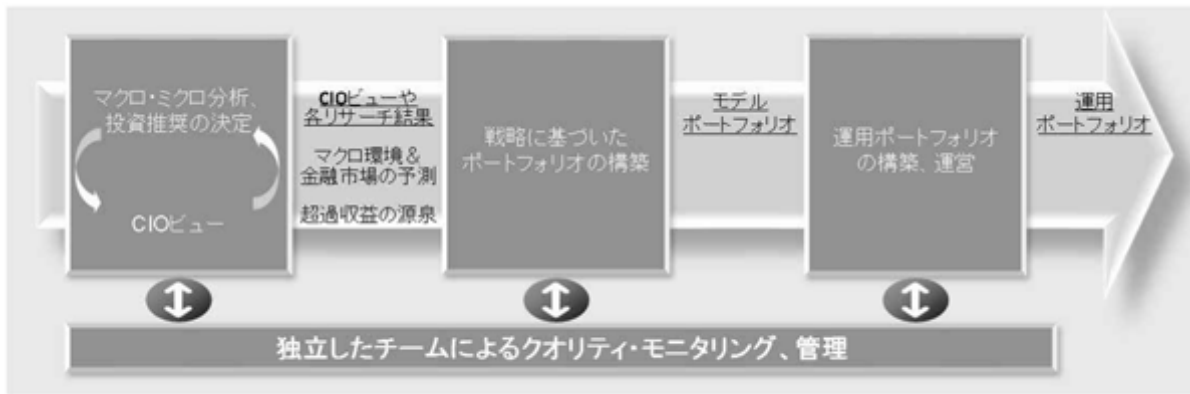 マクロ・ミクロ分析、
投資推奨の決定
CIOビュー
CIOビューや
各リサーチ結果
マクロ環境&
金融市場の予測
超過収益の源泉
戦略に基づいた
ポートフォリオの構築
モデル
ポートフォリオ
運用ポートフォリオ
の構築、運営
運用
ポートフォリオ
独立したチームによるクオリティ・モニタリング、管理